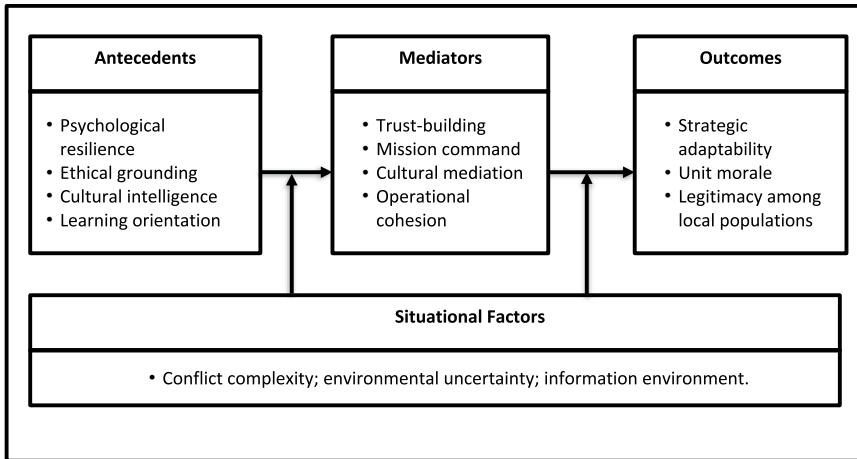 Antecedents
• Psychological
resilience
• Ethical grounding
• Cultural intelligence
• Learning orientation
Mediators
• Trust-building
• Mission command
• Cultural mediation
• Operational
cohesion
Outcomes
• Strategic
adaptability
• Unit morale
• Legitimacy among
local populations
Situational Factors
• Conflict complexity; environmental uncertainty; information environment.